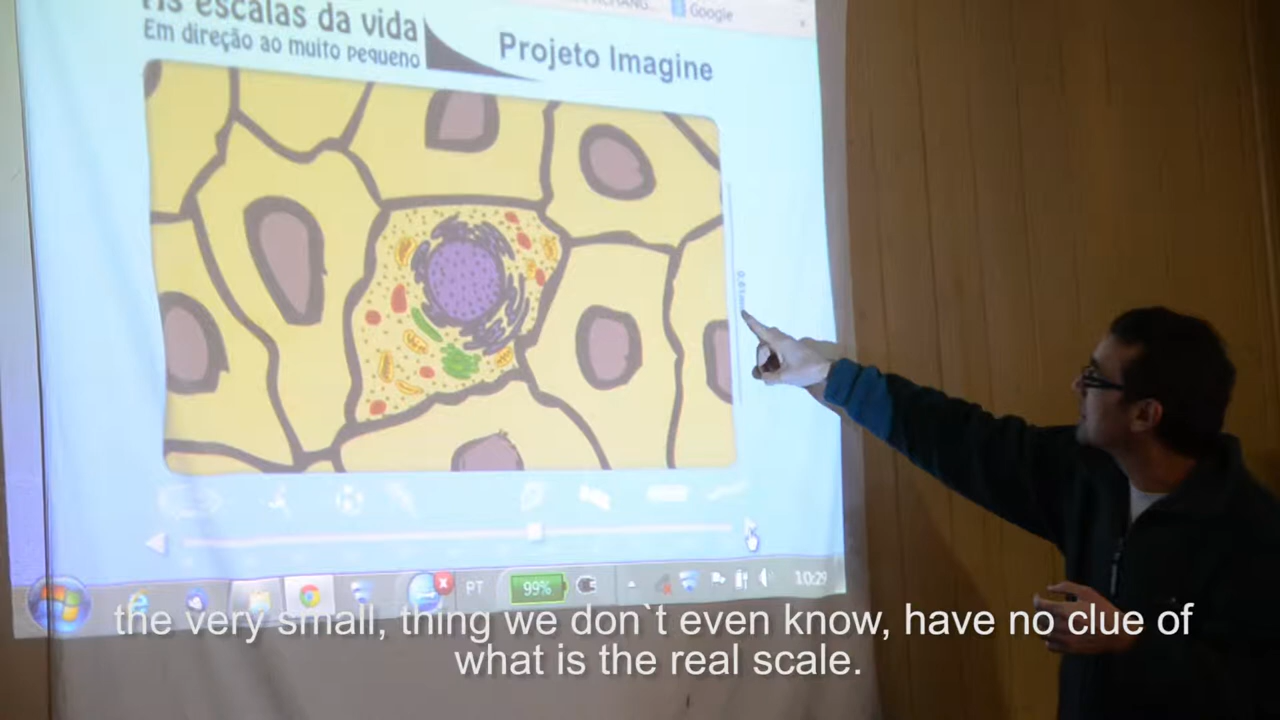 As escalas da vida
Em direção ao muito pequeno
Projeto Imagine
Google
PT
99%
10:29
the very small, thing we don`t even know, have no clue of
what is the real scale.